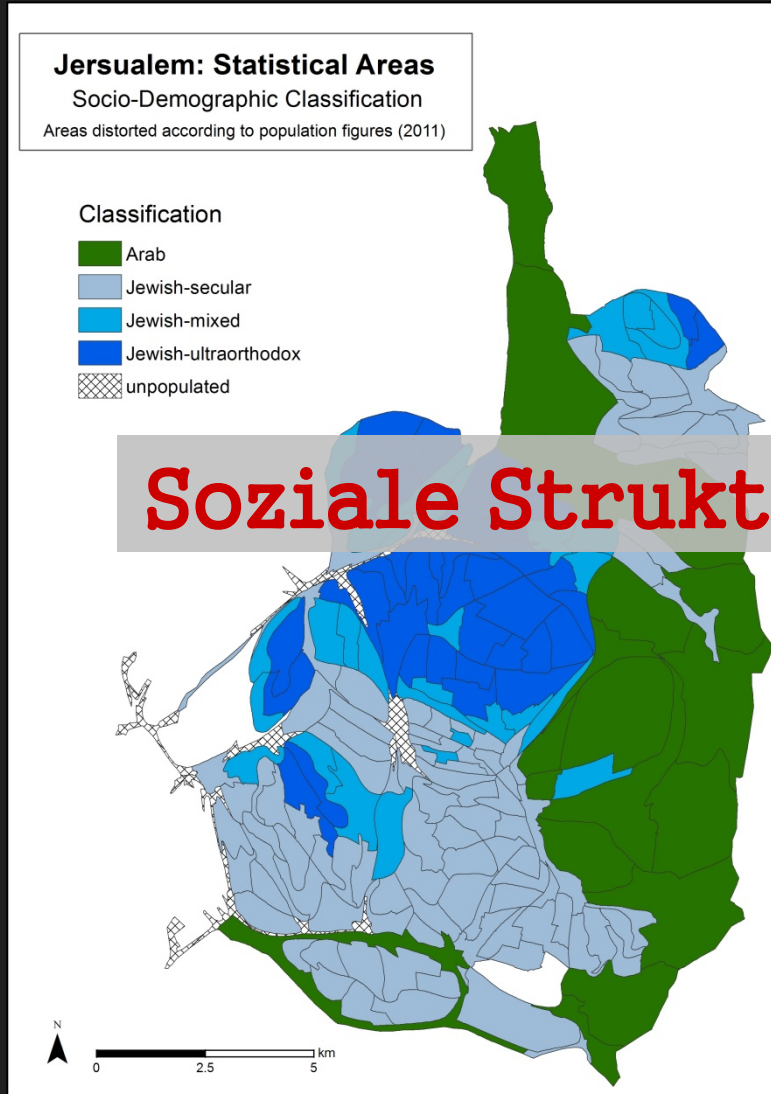 Jersualem: Statistical Areas
Socio-Demographic Classification
Areas distorted according to population figures (2011)
Classification
Arab
Jewish-secular
Jewish-mixed
Jewish-ultraorthodox
unpopulated
Soziale Strukt
N
km
0 2.5 5